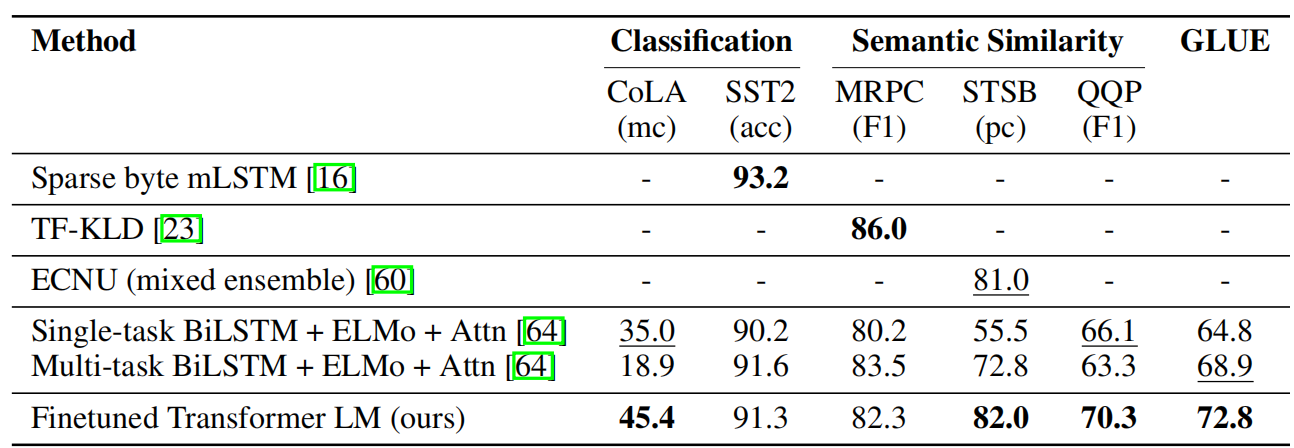 Method Classification Semantic Similarity GLUE
CoLA SST2 MRPC STSB QQP
(mc) (acc) (F1) (pc) (F1)
Sparse byte mLSTM [16] - 93.2 - - - -
TF-KLD [23] - - 86.0 - - -
ECNU (mixed ensemble) [60] - - - 81.0 - -
Single-task BiLSTM + ELMo + Attn [64] 35.0 90.2 80.2 55.5 66.1 64.8
Multi-task BiLSTM + ELMo + Attn [64] 18.9 91.6 83.5 72.8 63.3 68.9
Finetuned Transformer LM (ours) 45.4 91.3 82.3 82.0 70.3 72.8